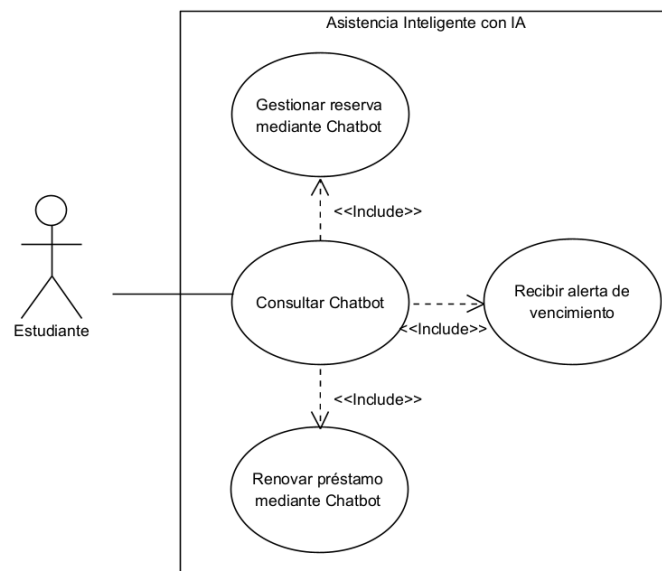 Asistencia Inteligente con IA
Gestionar reserva
mediante Chatbot
<<Include>>
Estudiante
Consultar Chatbot
<<Include>>
Recibir alerta de
vencimiento
<<Include>>
Renovar préstamo
mediante Chatbot